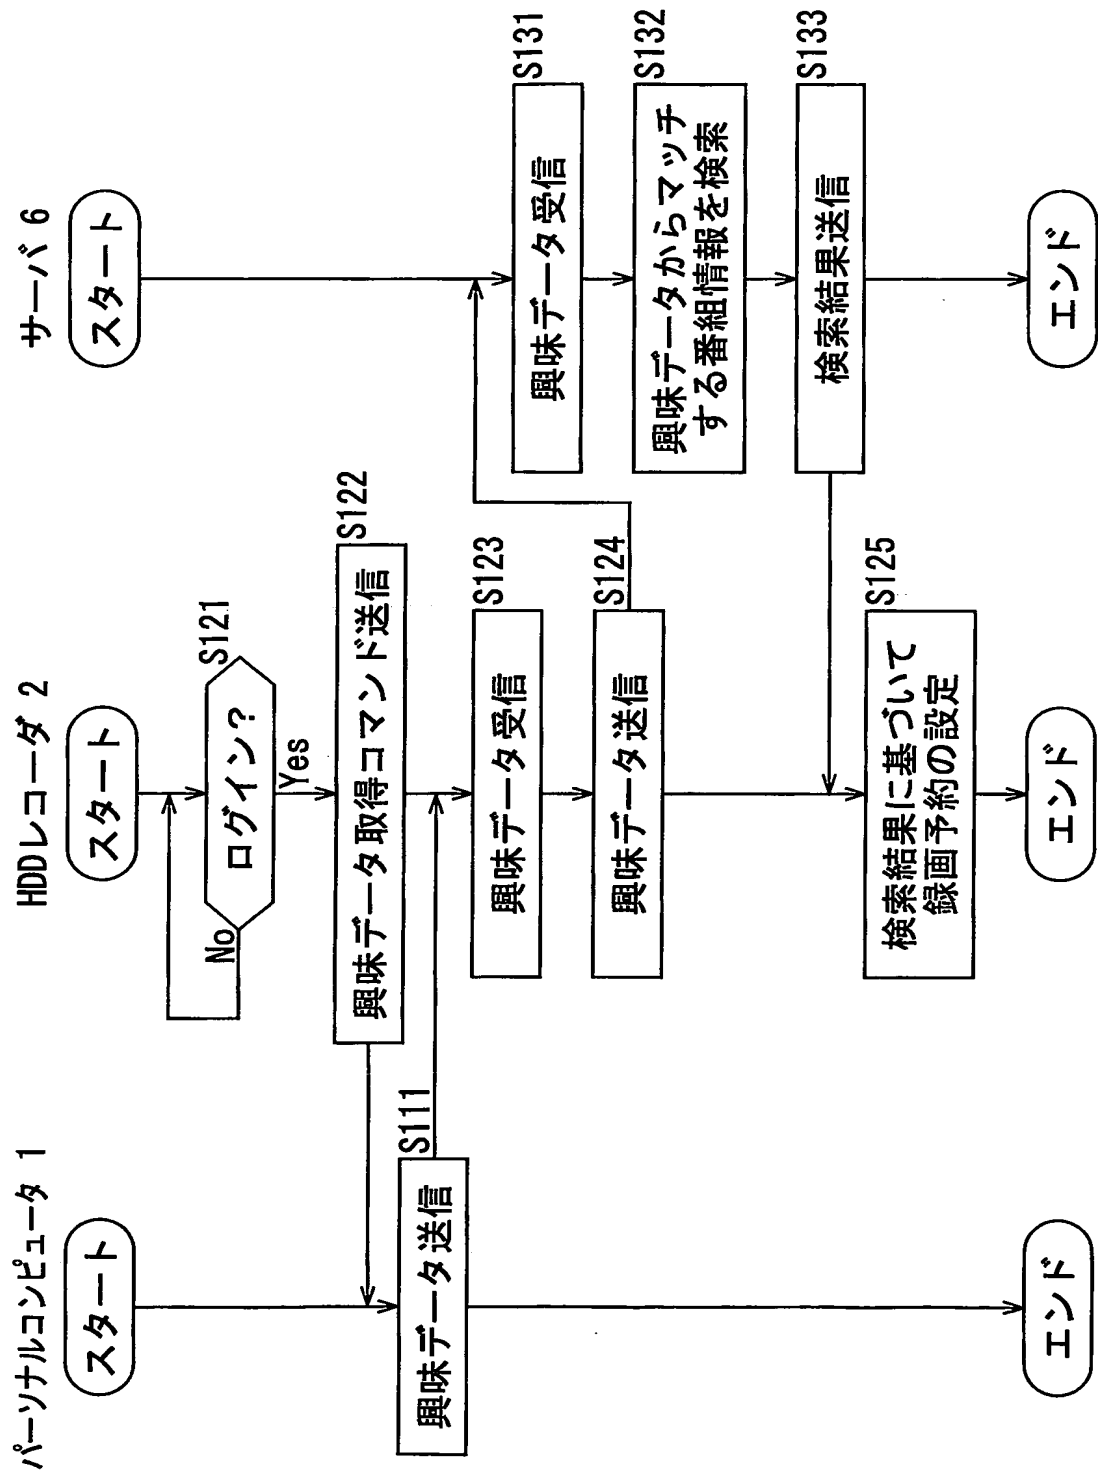 パーソナルコンピュータ 1
スタート
興味データ送信
S111
エンド
HDDレコーダ 2
スタート
ログイン?
S121
No
Yes
興味データ取得コマンド送信
S122
興味データ受信
S123
興味データ送信
S124
検索結果に基づいて
録画予約の設定
S125
エンド
サーバ 6
スタート
興味データ受信
S131
興味データからマッチ
する番組情報を検索
S132
検索結果送信
S133
エンド